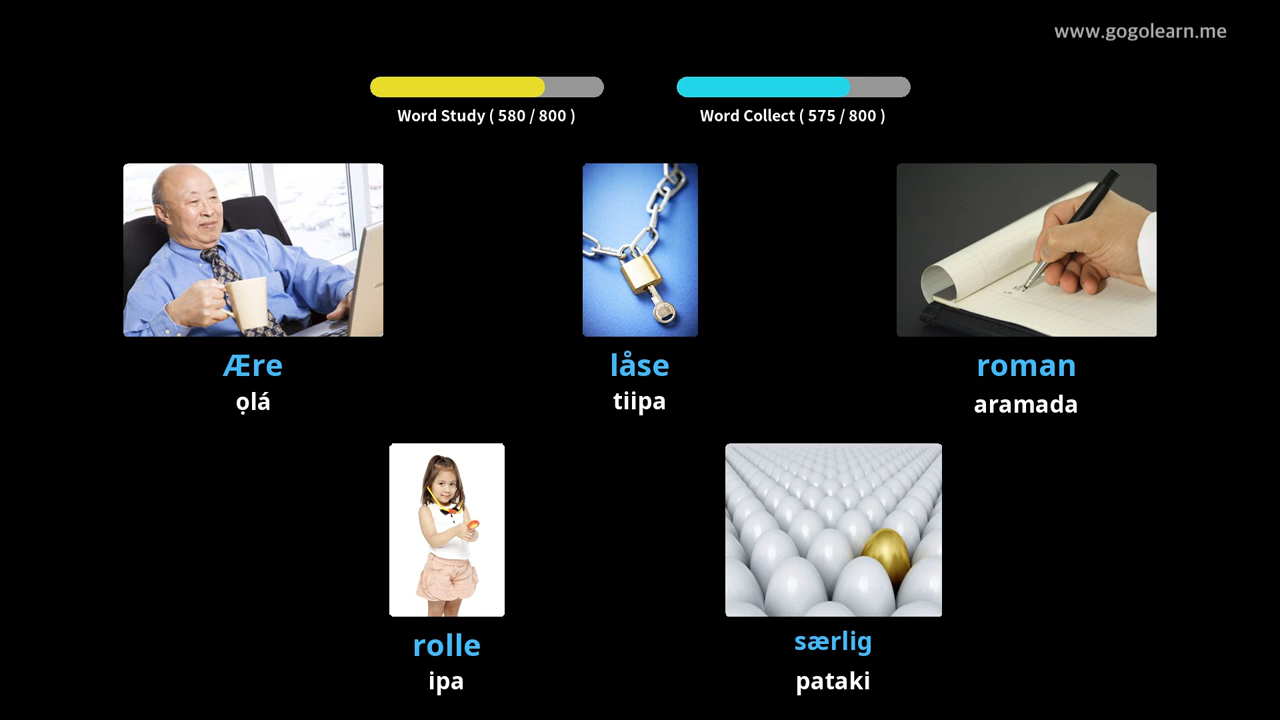 www.gogolearn.me
Word Study ( 580 / 800 )
Word Collect ( 575 / 800 )
Ære
ọlá
låse
tiipa
roman
aramada
rolle
ipa
særlig
pataki